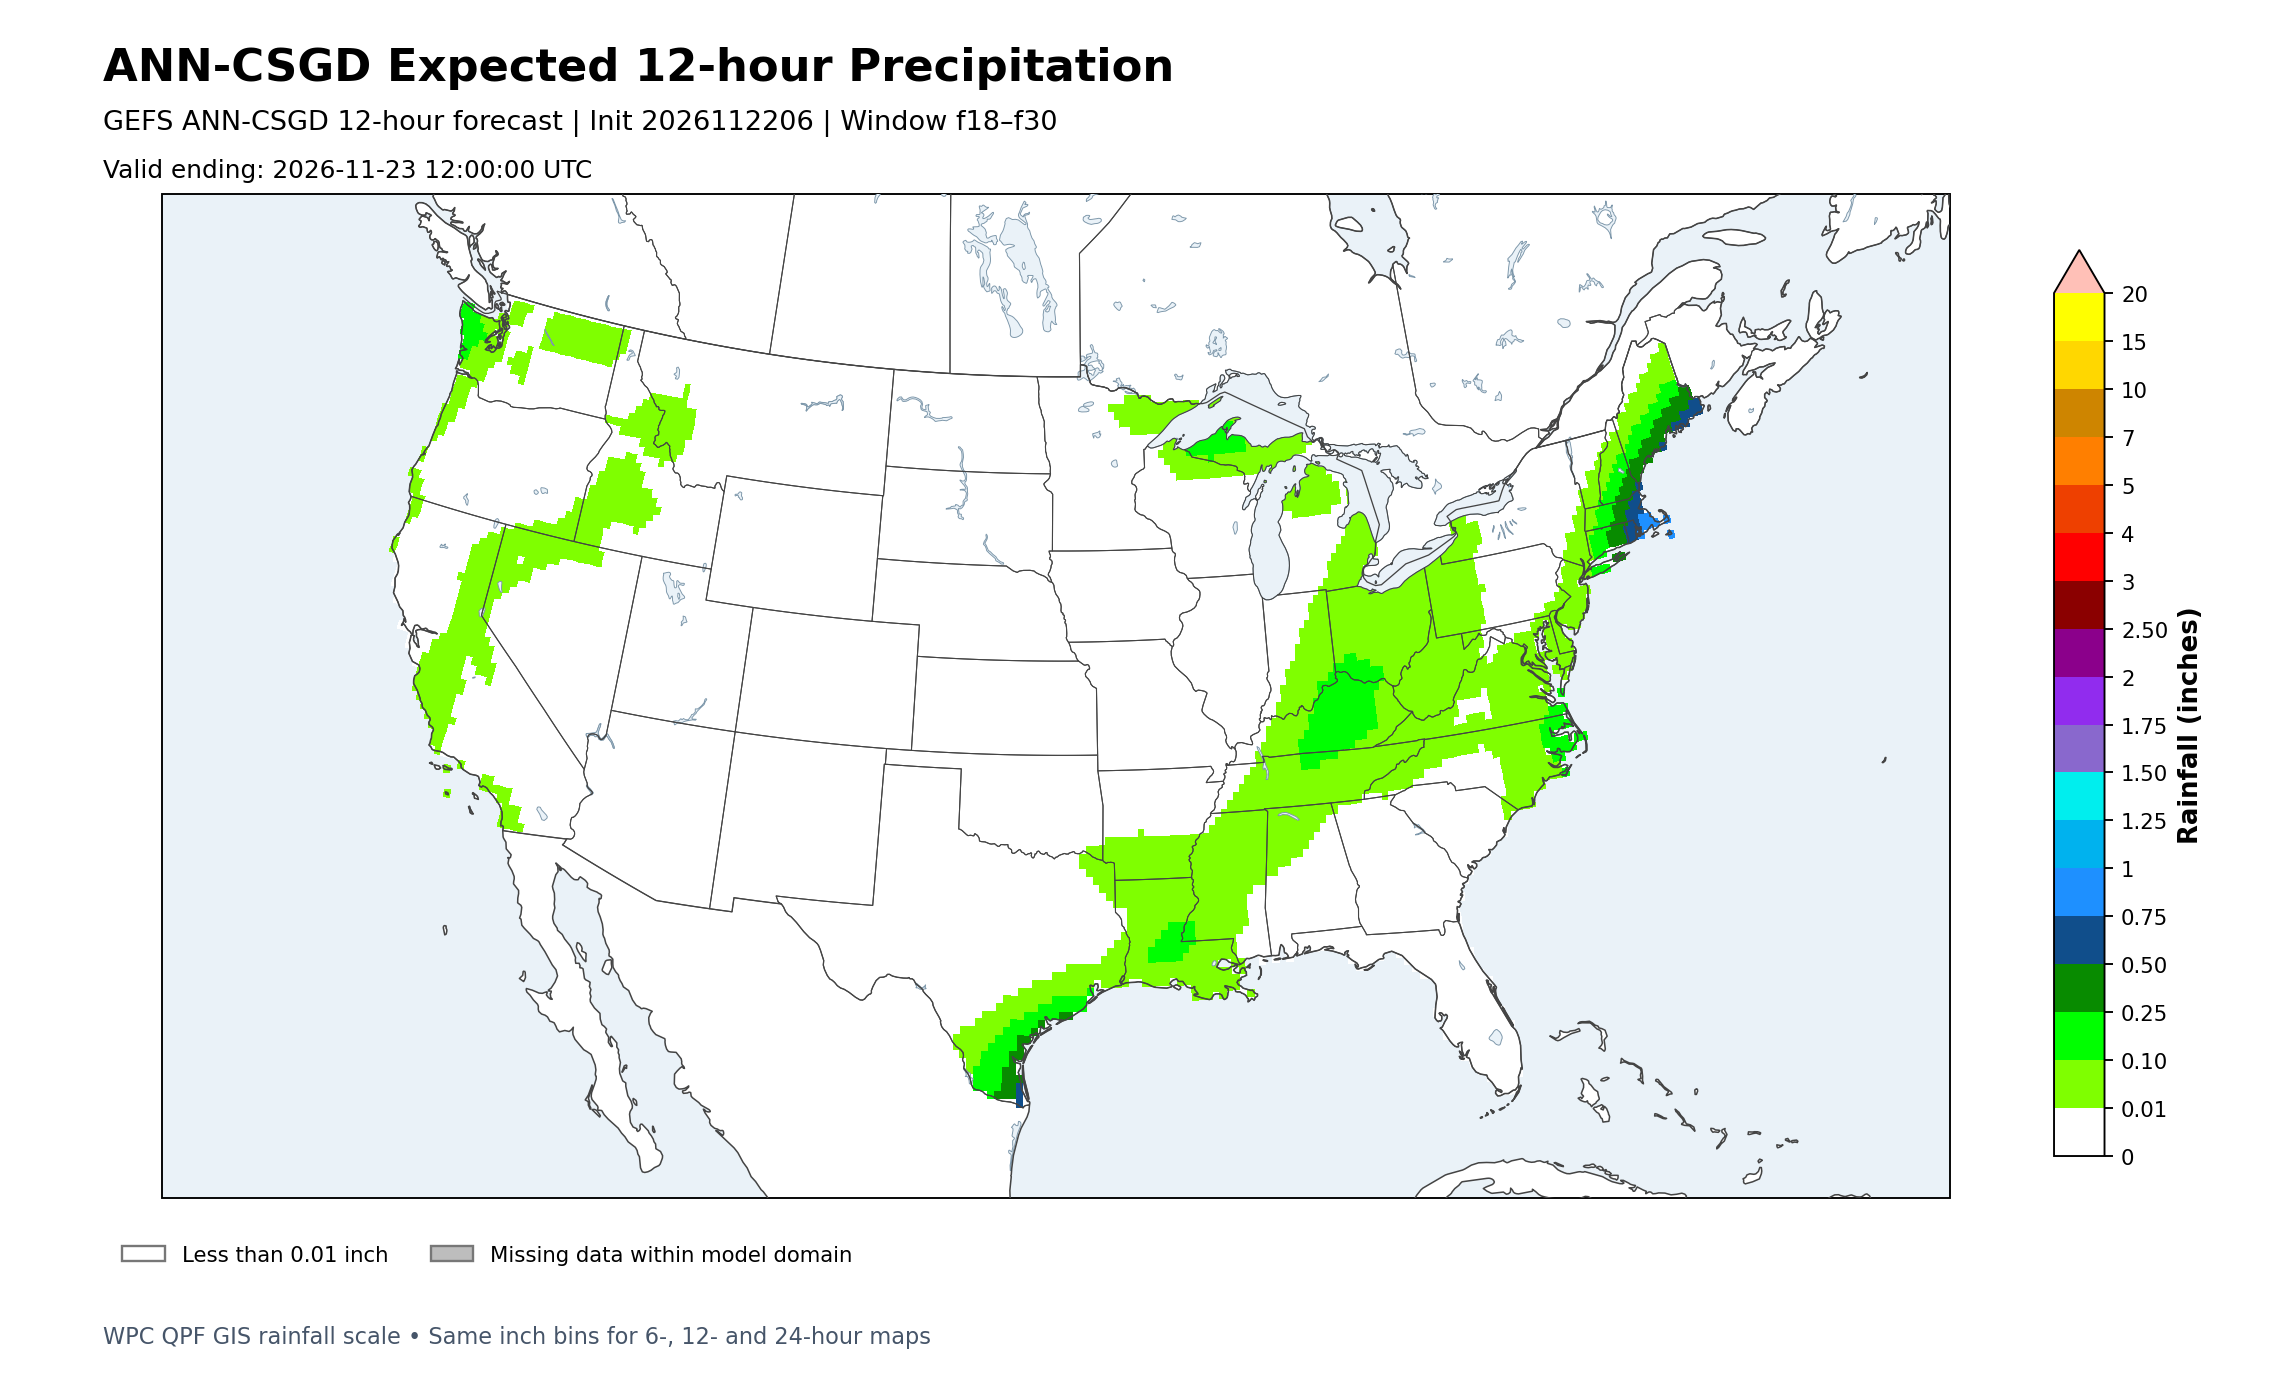 ANN-CSGD Expected 12-hour Precipitation
GEFS ANN-CSGD 12-hour forecast | Init 2026112206 | Window f18–f30
Valid ending: 2026-11-23 12:00:00 UTC
20
15
10
7
5
4
3
2.50
2
1.75
1.50
1.25
1
0.75
0.50
0.25
0.10
0.01
0
Rainfall (inches)
Less than 0.01 inch
Missing data within model domain
WPC QPF GIS rainfall scale • Same inch bins for 6-, 12- and 24-hour maps